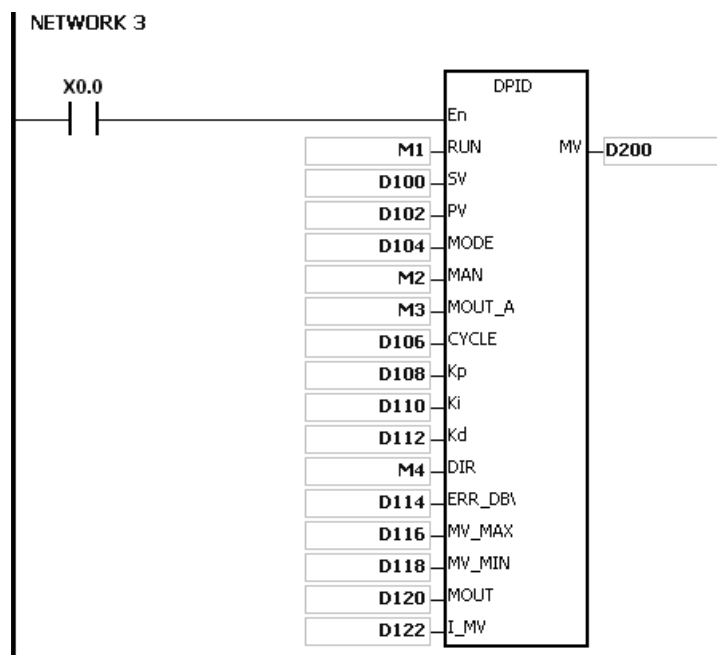 NETWORK 3
X0.0
DPID
En
M1 RUN MV D200
D100 SV
D102 PV
D104 MODE
M2 MAN
M3 MOUT_A
D106 CYCLE
D108 Kp
D110 Ki
D112 Kd
M4 DIR
D114 ERR_DB\
D116 MV_MAX
D118 MV_MIN
D120 MOUT
D122 I_MV